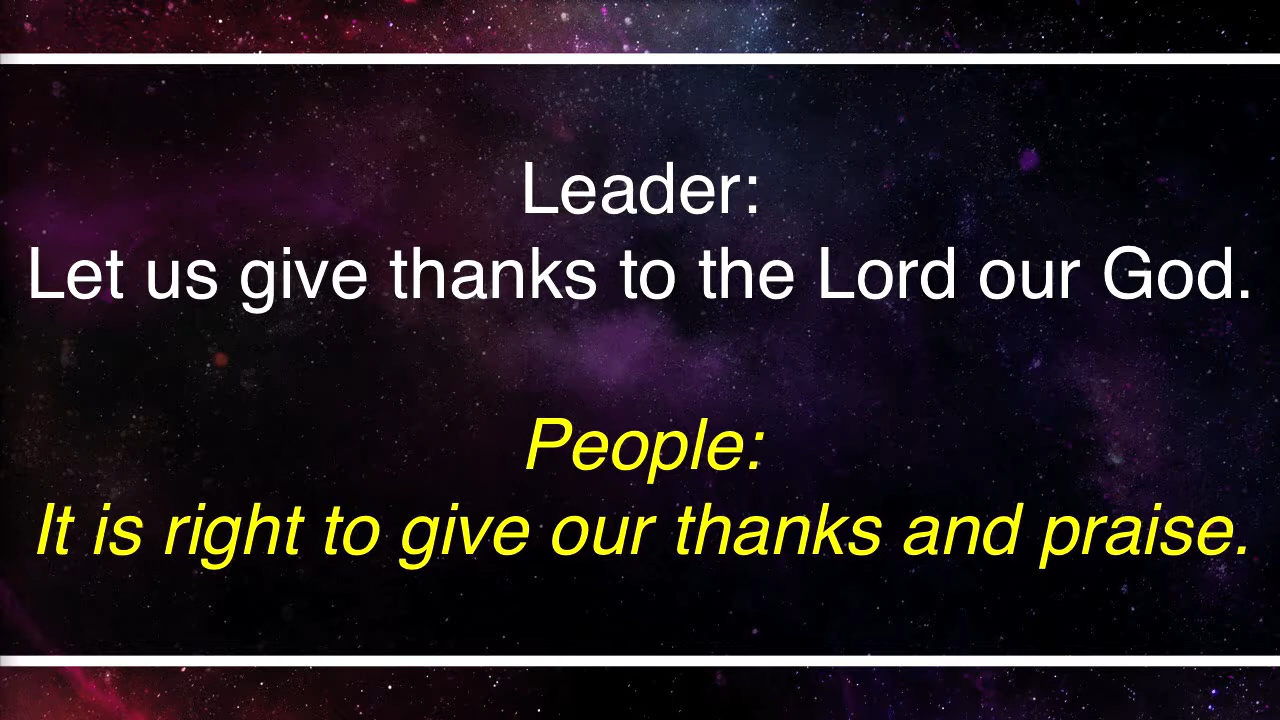 Leader:
Let us give thanks to the Lord our God.
People:
It is right to give our thanks and praise.